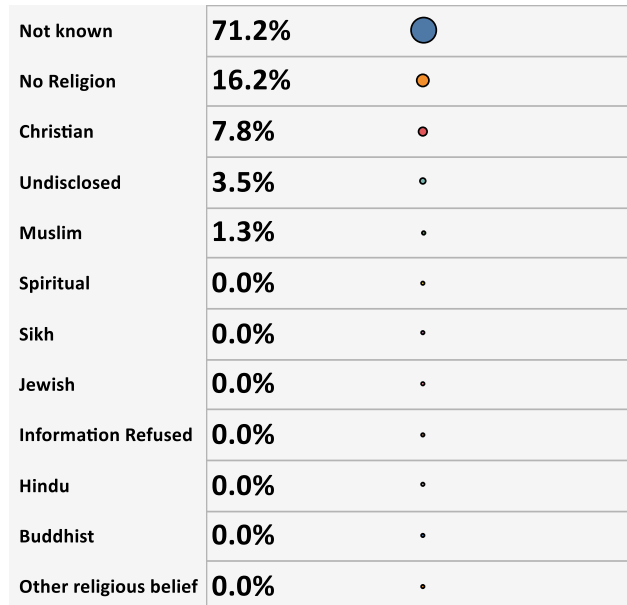 Not known 71.2%
No Religion 16.2%
Christian 7.8%
Undisclosed 3.5%
Muslim 1.3%
Spiritual 0.0%
Sikh 0.0%
Jewish 0.0%
Information Refused 0.0%
Hindu 0.0%
Buddhist 0.0%
Other religious belief 0.0%